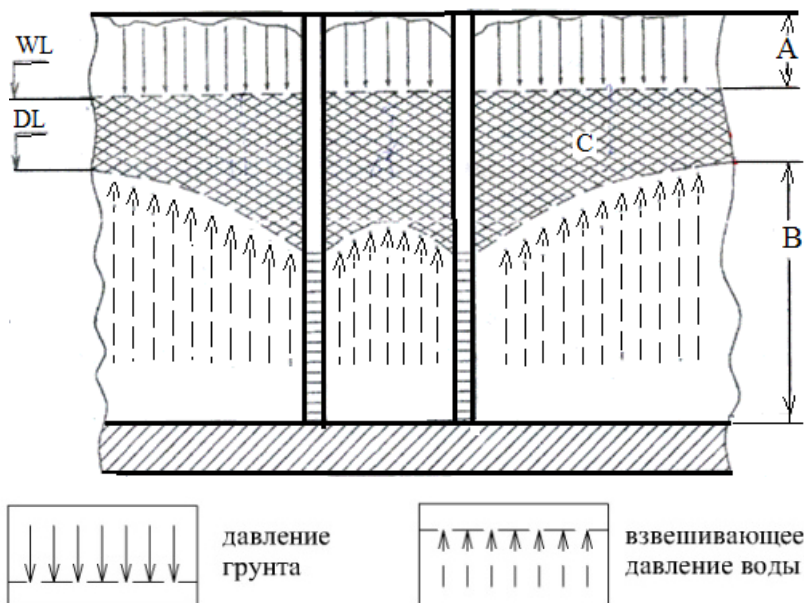 WL
A
DL
C
B
давление
грунта
взвешивающее
давление воды